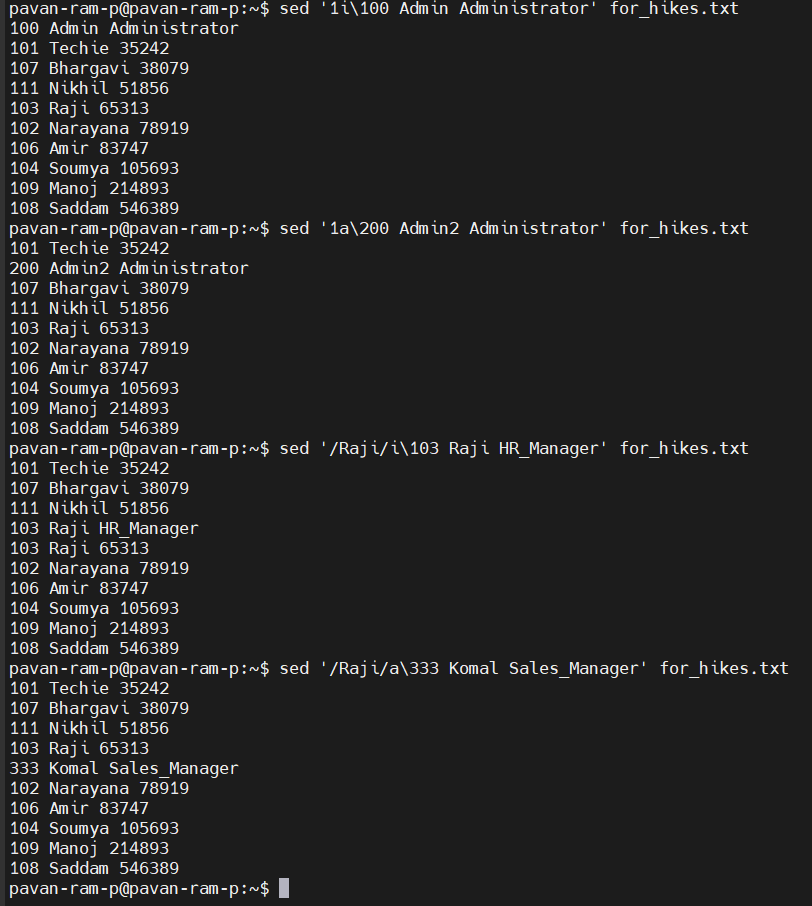 pavan-ram-p@pavan-ram-p:~$ sed '1i\100 Admin Administrator' for_hikes.txt
100 Admin Administrator
101 Techie 35242
107 Bhargavi 38079
111 Nikhil 51856
103 Raji 65313
102 Narayana 78919
106 Amir 83747
104 Soumya 105693
109 Manoj 214893
108 Saddam 546389
pavan-ram-p@pavan-ram-p:~$ sed '1a\200 Admin2 Administrator' for_hikes.txt
101 Techie 35242
200 Admin2 Administrator
107 Bhargavi 38079
111 Nikhil 51856
103 Raji 65313
102 Narayana 78919
106 Amir 83747
104 Soumya 105693
109 Manoj 214893
108 Saddam 546389
pavan-ram-p@pavan-ram-p:~$ sed '/Raji/i\103 Raji HR_Manager' for_hikes.txt
101 Techie 35242
107 Bhargavi 38079
111 Nikhil 51856
103 Raji HR_Manager
103 Raji 65313
102 Narayana 78919
106 Amir 83747
104 Soumya 105693
109 Manoj 214893
108 Saddam 546389
pavan-ram-p@pavan-ram-p:~$ sed '/Raji/a\333 Komal Sales_Manager' for_hikes.txt
101 Techie 35242
107 Bhargavi 38079
111 Nikhil 51856
103 Raji 65313
333 Komal Sales_Manager
102 Narayana 78919
106 Amir 83747
104 Soumya 105693
109 Manoj 214893
108 Saddam 546389
pavan-ram-p@pavan-ram-p:~$